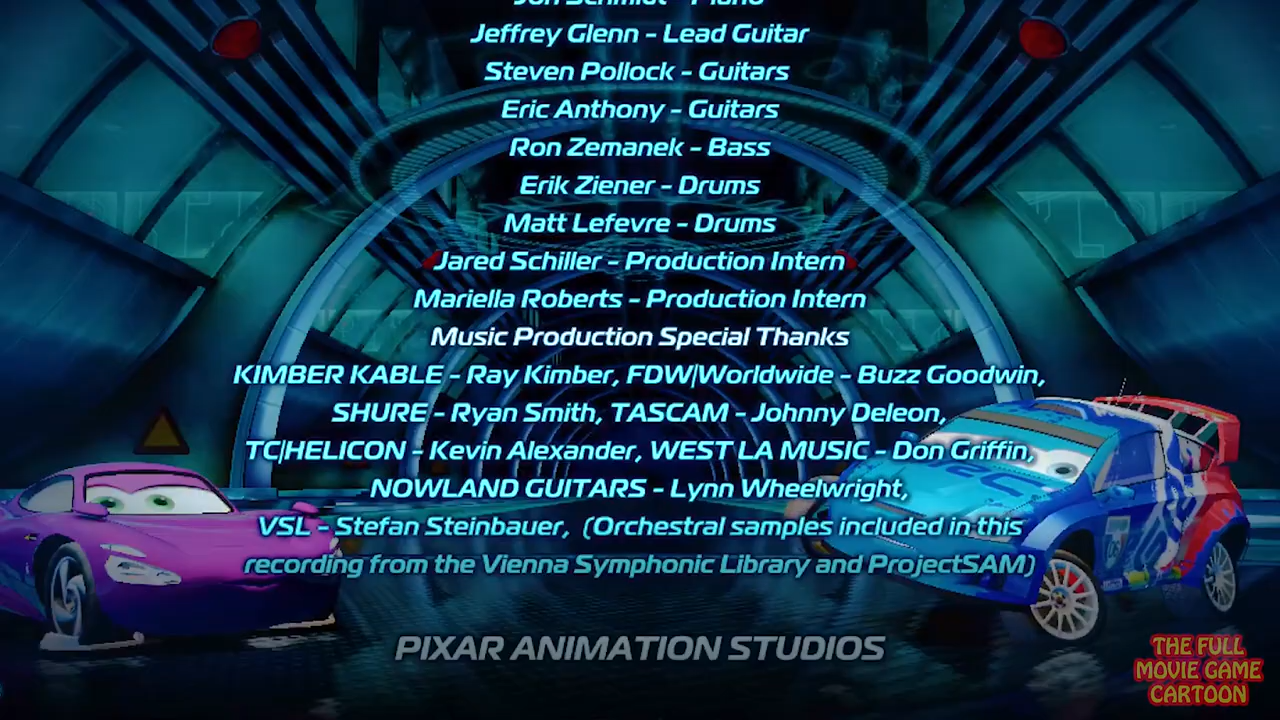 Jon Schmidt - Piano
Jeffrey Glenn - Lead Guitar
Steven Pollock - Guitars
Eric Anthony - Guitars
Ron Zemanek - Bass
Erik Ziener - Drums
Matt Lefevre - Drums
Jared Schiller - Production Intern
Mariella Roberts - Production Intern
Music Production Special Thanks
KIMBER KABLE - Ray Kimber, FDW|Worldwide - Buzz Goodwin,
SHURE - Ryan Smith, TASCAM - Johnny Deleon,
TC|HELICON - Kevin Alexander, WEST LA MUSIC - Don Griffin,
NOWLAND GUITARS - Lynn Wheelwright,
VSL - Stefan Steinbauer, (Orchestral samples included in this
recording from the Vienna Symphonic Library and ProjectSAM)
PIXAR ANIMATION STUDIOS
THE FULL
MOVIE GAME
CARTOON